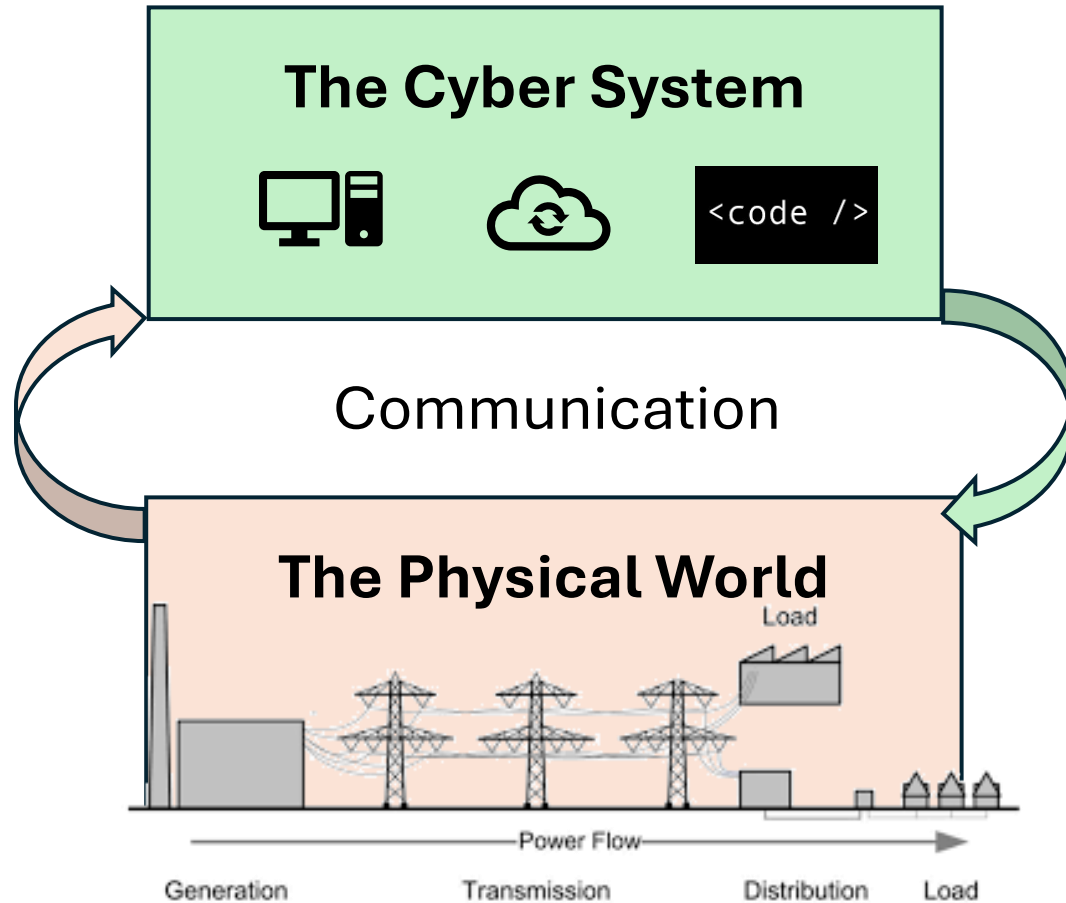 The Cyber System
<code />
Communication
The Physical World
Load
Power Flow
Generation Transmission Distribution Load